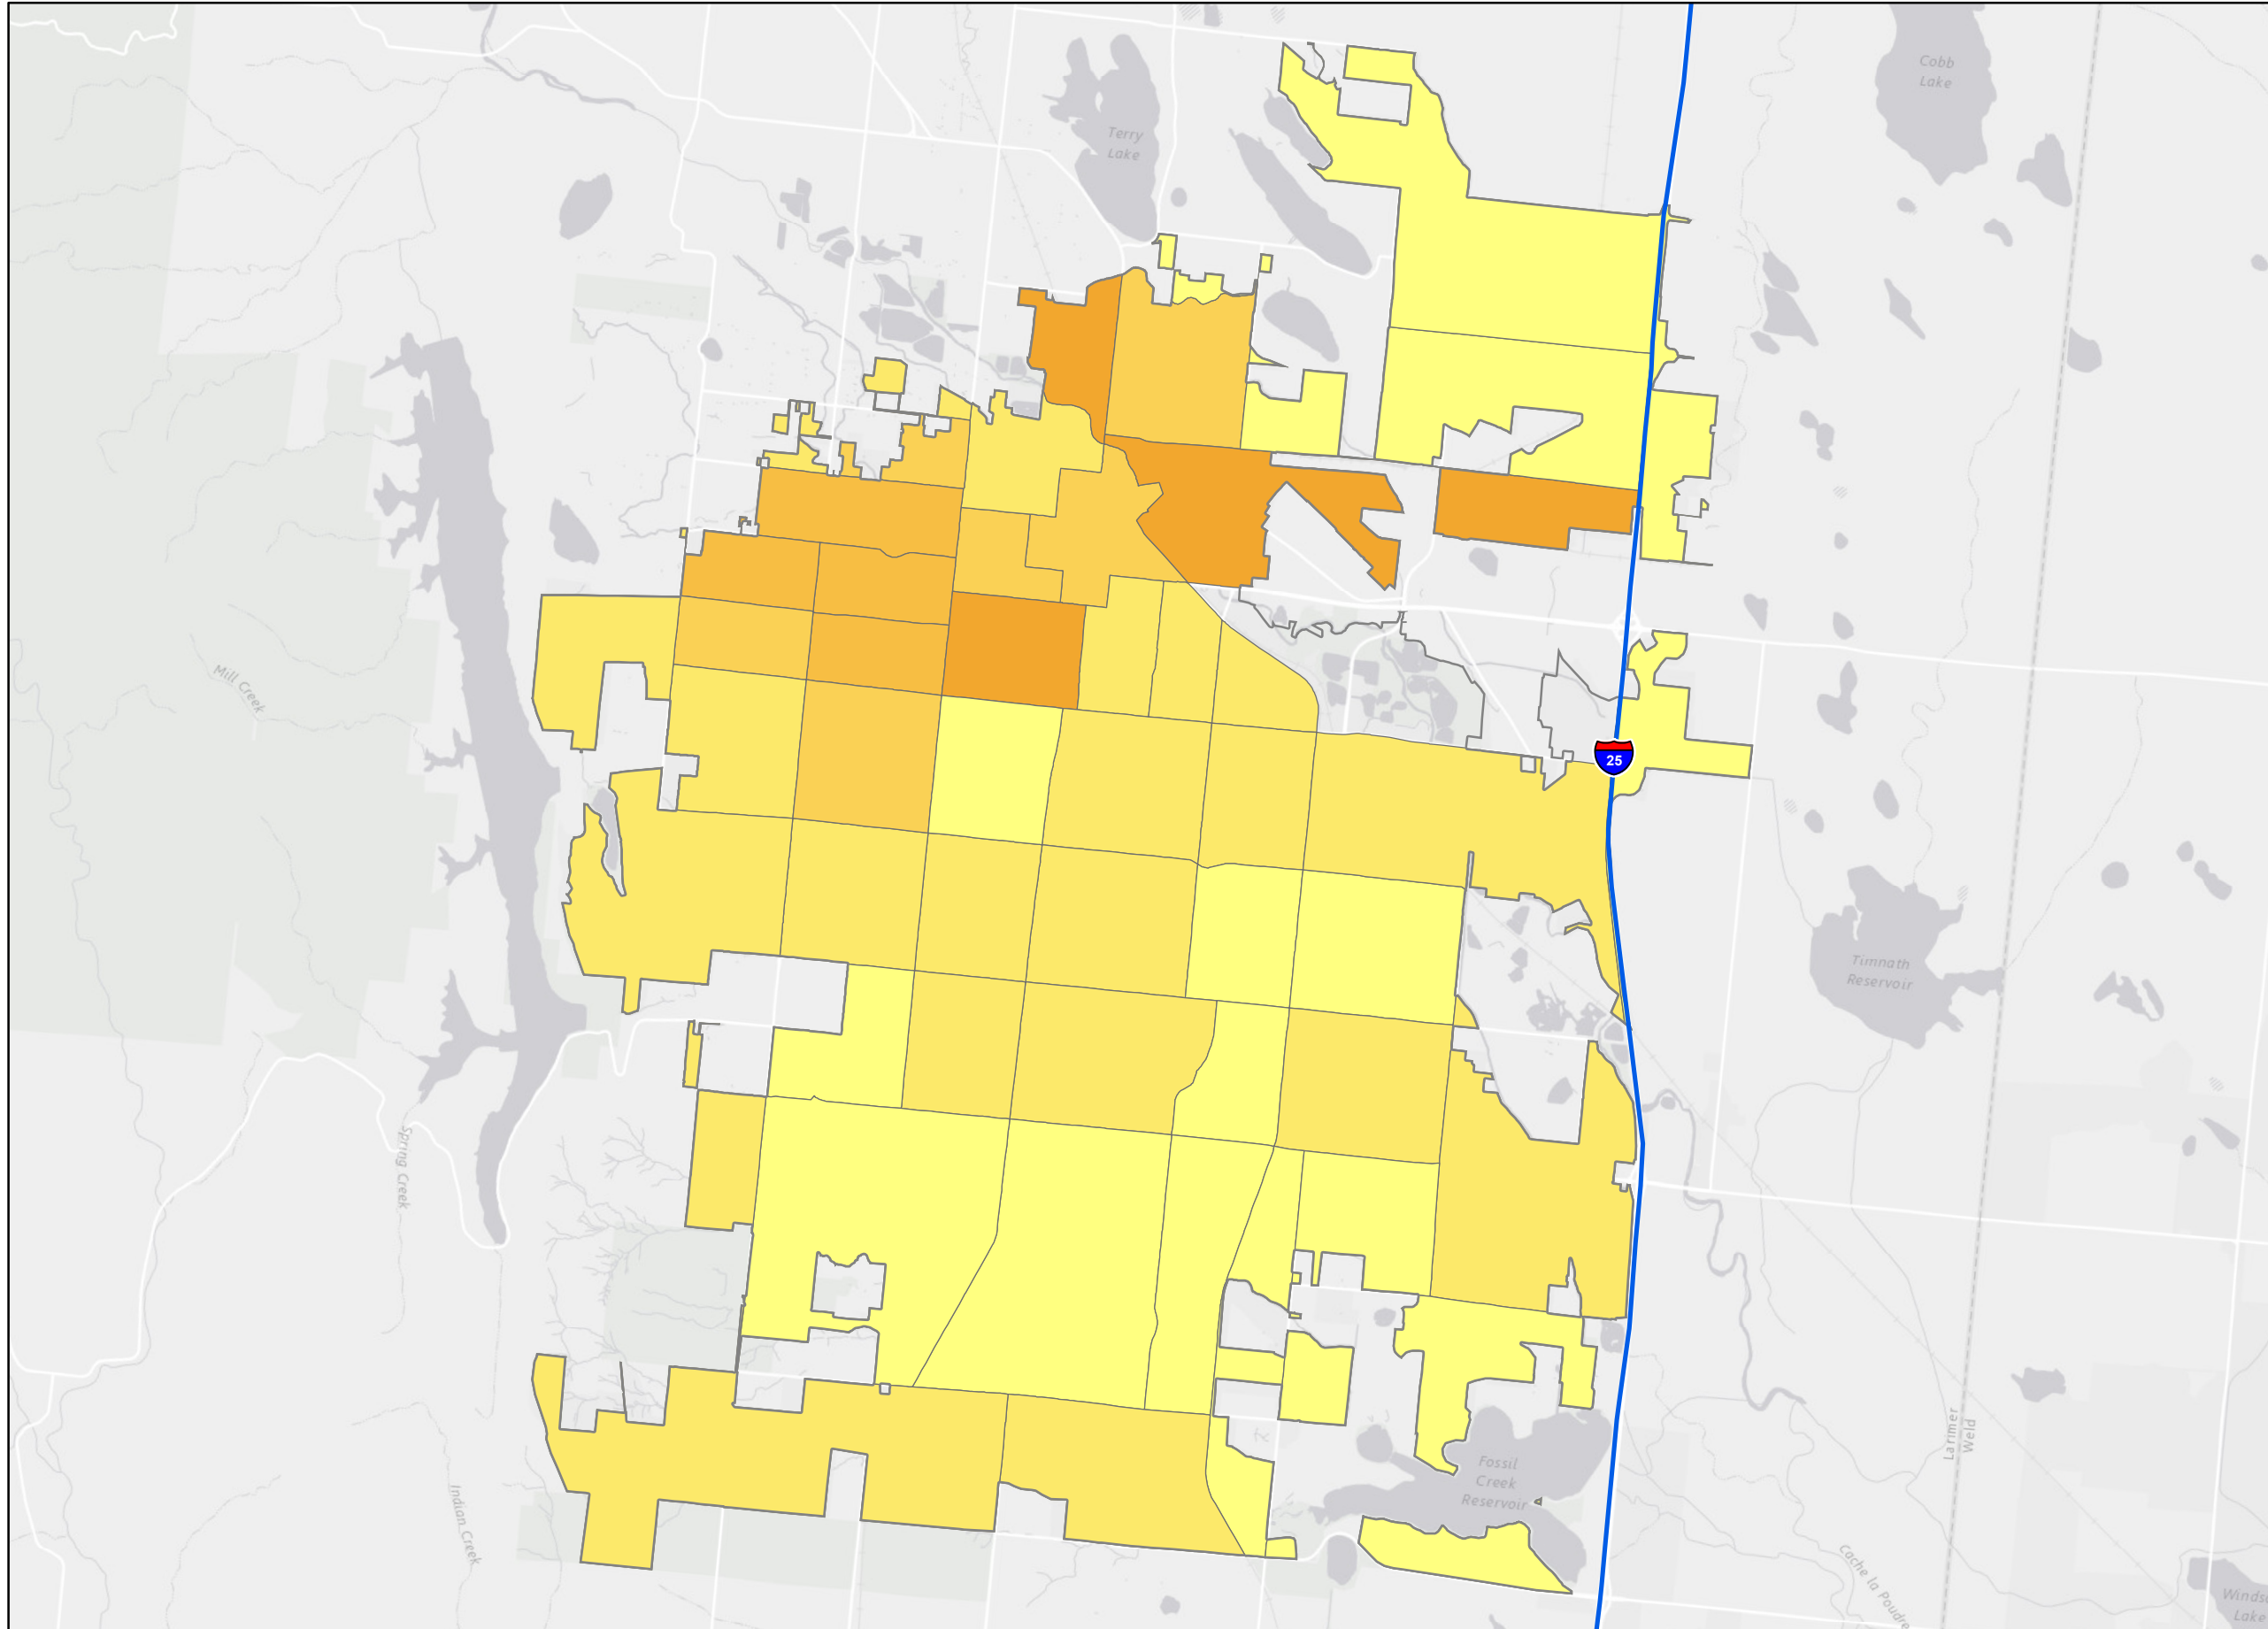 Cobb
Lake
Terry
Lake
Mill Creek
25
Timnath
Reservoir
Spring Creek
Larimer
Weld
Fossil
Creek
Reservoir
Indian Creek
Cache la Poudre
Lake